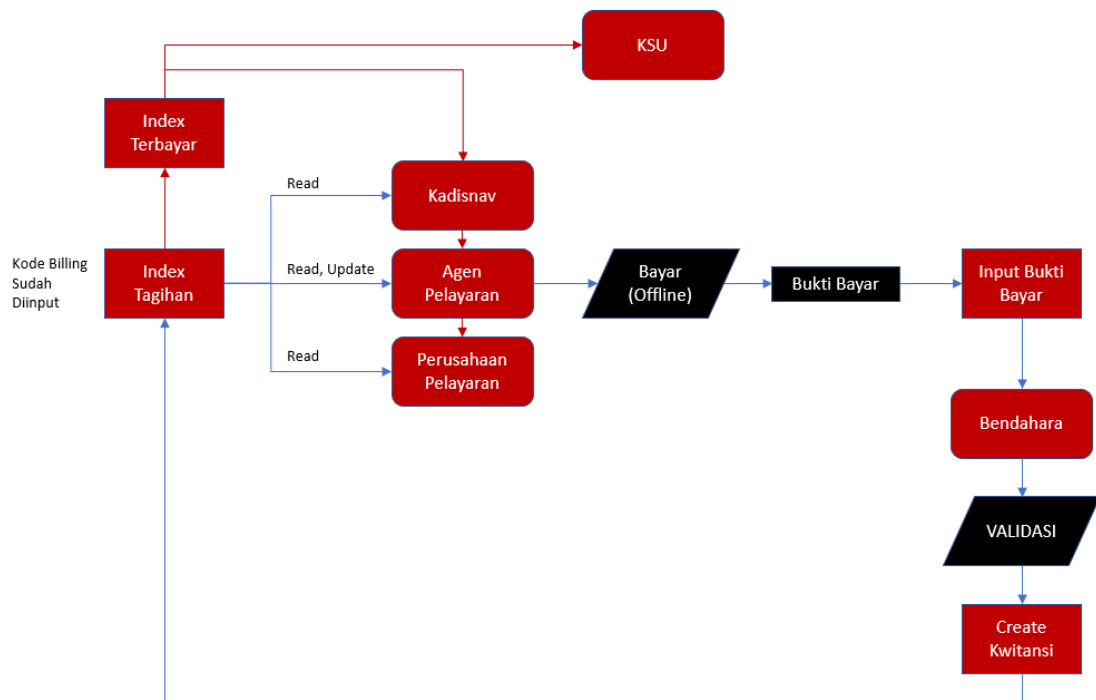 KSU
Index
Terbayar
Read
Kadisnav
Kode Billing
Sudah
Diinput
Index
Tagihan
Read, Update
Agen
Pelayaran
Bayar
(Offline)
Bukti Bayar
Input Bukti
Bayar
Read
Perusahaan
Pelayaran
Bendahara
VALIDASI
Create
Kwitansi